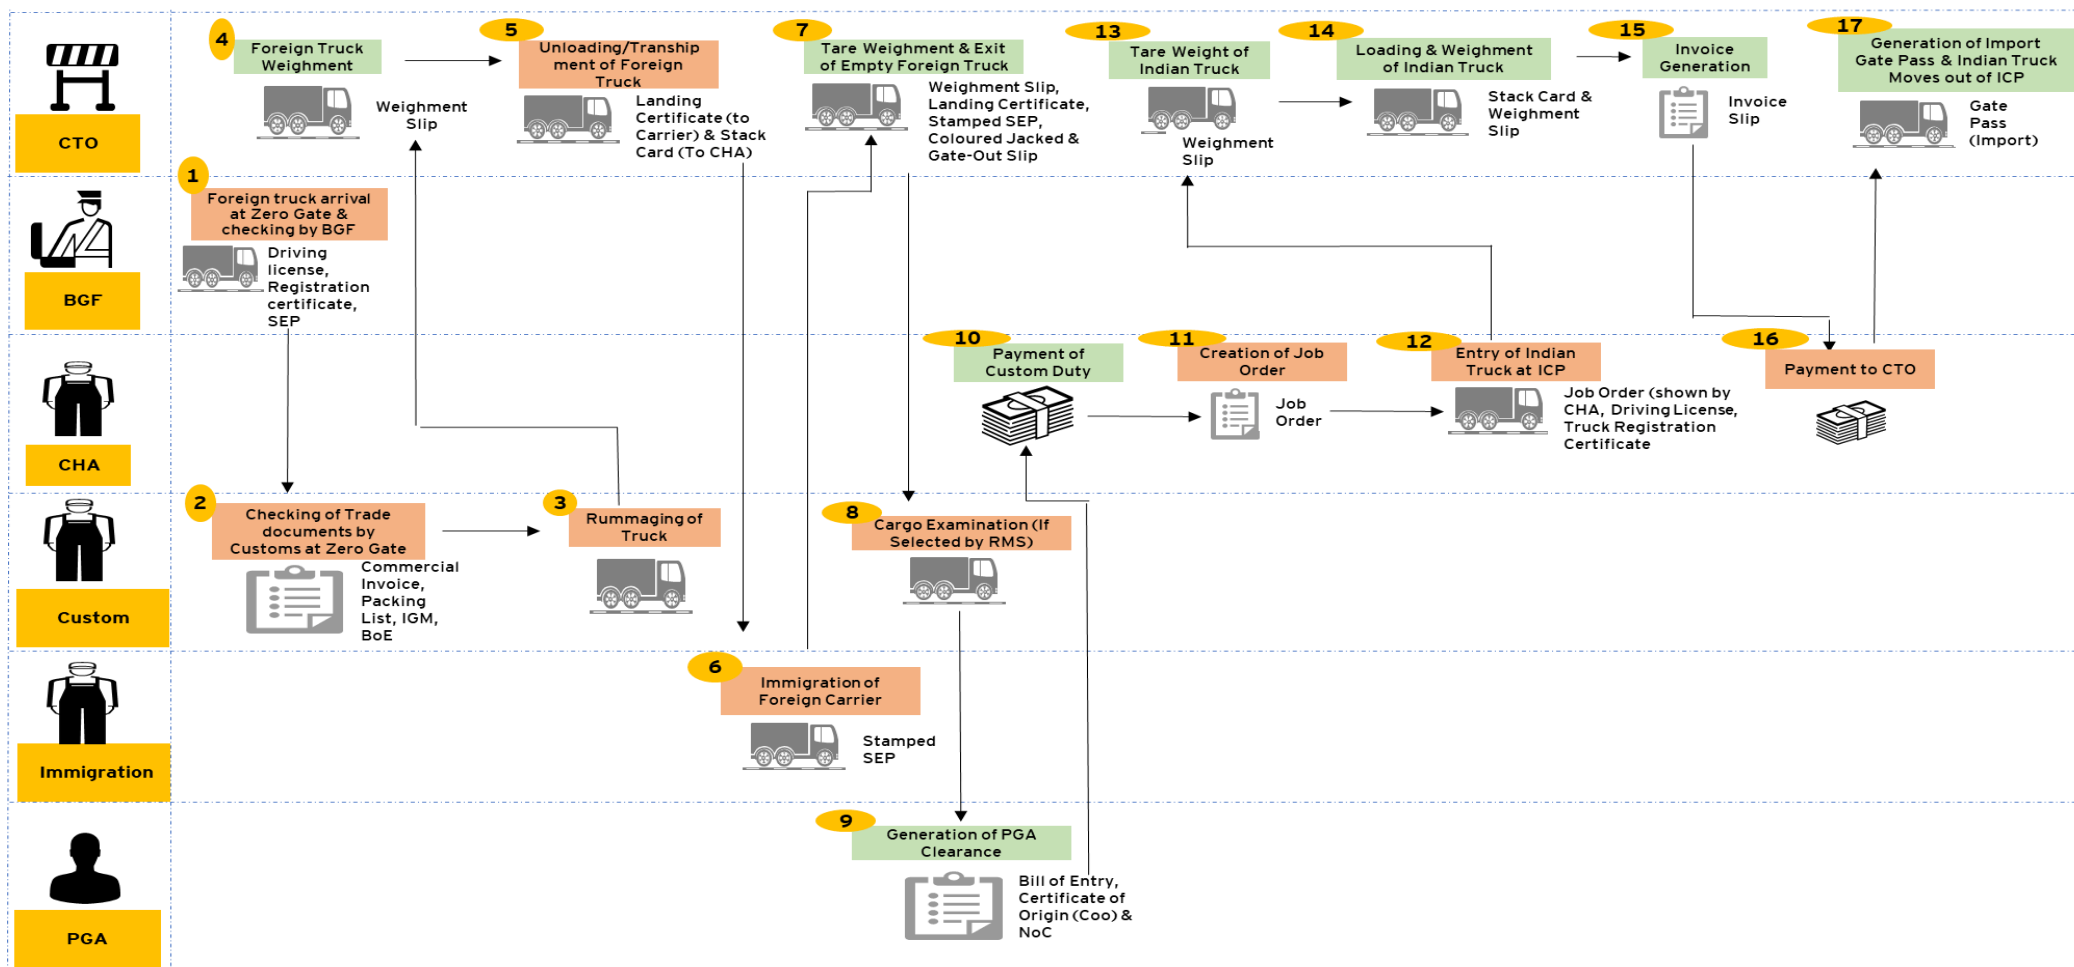 4
Foreign Truck
Weighment
Weighment
Slip
5
Unloading/Tranship
ment of Foreign
Truck
Landing
Certificate (to
Carrier) & Stack
Card (To CHA)
7
Tare Weighment & Exit
of Empty Foreign Truck
Weighment Slip,
Landing Certificate,
Stamped SEP,
Coloured Jacked &
Gate-Out Slip
13
Tare Weight of
Indian Truck
Weighment
Slip
14
Loading & Weighment
of Indian Truck
Stack Card &
Weighment
Slip
15
Invoice
Generation
Invoice
Slip
17
Generation of Import
Gate Pass & Indian Truck
Moves out of ICP
Gate
Pass
(Import)
CTO
1
Foreign truck arrival
at Zero Gate &
checking by BGF
Driving
license,
Registration
certificate,
SEP
BGF
10
Payment of
Custom Duty
11
Creation of Job
Order
Job
Order
12
Entry of Indian
Truck at ICP
Job Order (shown by
CHA, Driving License,
Truck Registration
Certificate
16
Payment to CTO
CHA
2
Checking of Trade
documents by
Customs at Zero Gate
Commercial
Invoice,
Packing
List, IGM,
BoE
3
Rummaging of
Truck
8
Cargo Examination (If
Selected by RMS)
Custom
6
Immigration of
Foreign Carrier
Stamped
SEP
Immigration
9
Generation of PGA
Clearance
Bill of Entry,
Certificate of
Origin (Coo) &
NoC
PGA